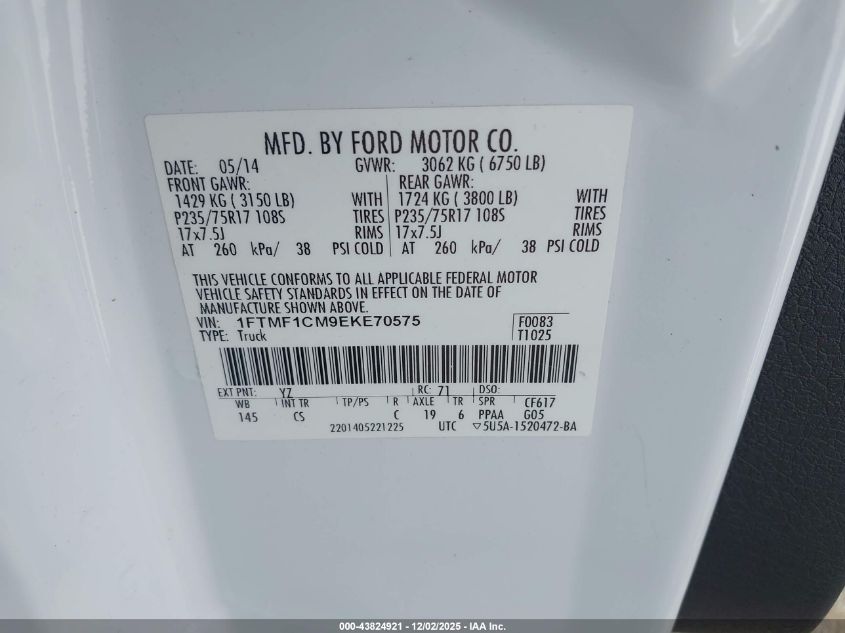 MFD. BY FORD MOTOR CO.
DATE: 05/14 GVWR: 3062 KG ( 6750 LB)
FRONT GAWR: REAR GAWR:
1429 KG ( 3150 LB) WITH 1724 KG ( 3800 LB) WITH
P235/75R17 108S TIRES P235/75R17 108S TIRES
17x7.5J RIMS 17x7.5J RIMS
AT 260 kPa/ 38 PSI COLD AT 260 kPa/ 38 PSI COLD
THIS VEHICLE CONFORMS TO ALL APPLICABLE FEDERAL MOTOR
VEHICLE SAFETY STANDARDS IN EFFECT ON THE DATE OF
MANUFACTURE SHOWN ABOVE.
VIN: 1FTMF1CM9EKE70575 F0083
TYPE: Truck T1025
EXT PNT: YZ RC: 71 DSO:
WB INT TR TP/PS R AXLE TR SPR CF617
145 CS C 19 6 PPAA G05
2201405221225 UTC ▽5U5A-1520472-BA
000-43824921 - 12/02/2025 - IAA Inc.